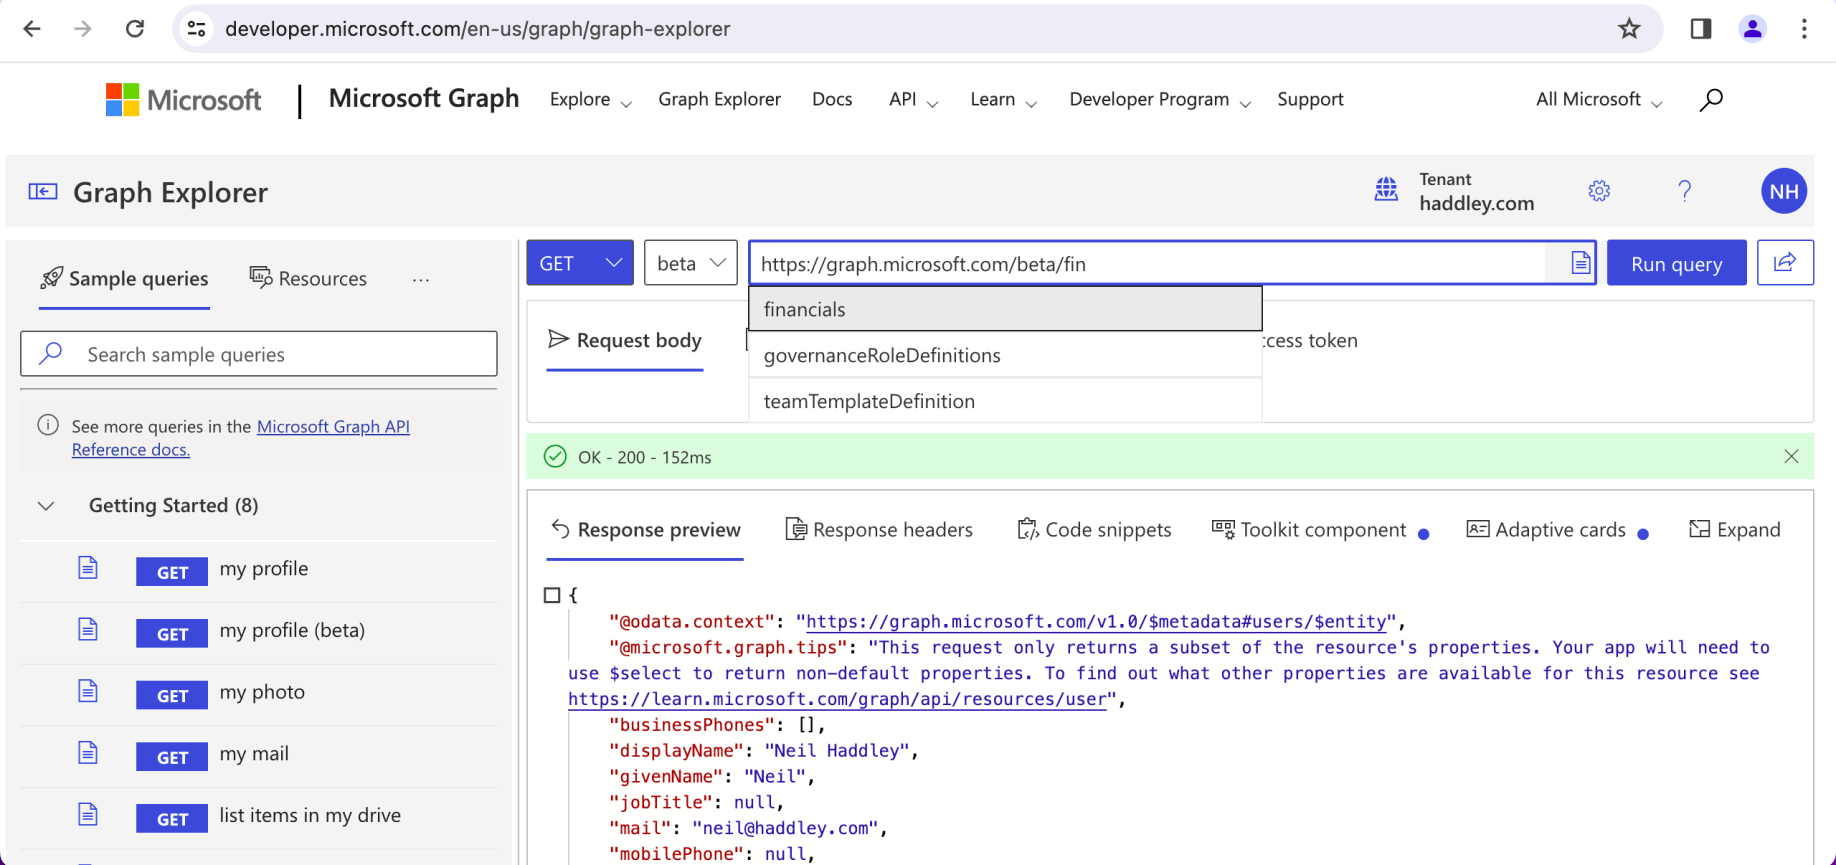 developer.microsoft.com/en-us/graph/graph-explorer
Microsoft
Microsoft Graph
Explore
Graph Explorer
Docs
API
Learn
Developer Program
Support
All Microsoft
Graph Explorer
Tenant
haddley.com
?
NH
Sample queries
Resources
...
GET
beta
https://graph.microsoft.com/beta/fin
Run query
financials
governanceRoleDefinitions
teamTemplateDefinition
Search sample queries
Request body
ccess token
See more queries in the Microsoft Graph API
Reference docs.
OK - 200 - 152ms
Getting Started (8)
GET my profile
GET my profile (beta)
GET my photo
GET my mail
GET list items in my drive
Response preview
Response headers
Code snippets
Toolkit component
Adaptive cards
Expand
{
"@odata.context": "https://graph.microsoft.com/v1.0/$metadata#users/$entity",
"@microsoft.graph.tips": "This request only returns a subset of the resource's properties. Your app will need to
use $select to return non-default properties. To find out what other properties are available for this resource see
https://learn.microsoft.com/graph/api/resources/user",
"businessPhones": [],
"displayName": "Neil Haddley",
"givenName": "Neil",
"jobTitle": null,
"mail": "neil@haddley.com",
"mobilePhone": null,